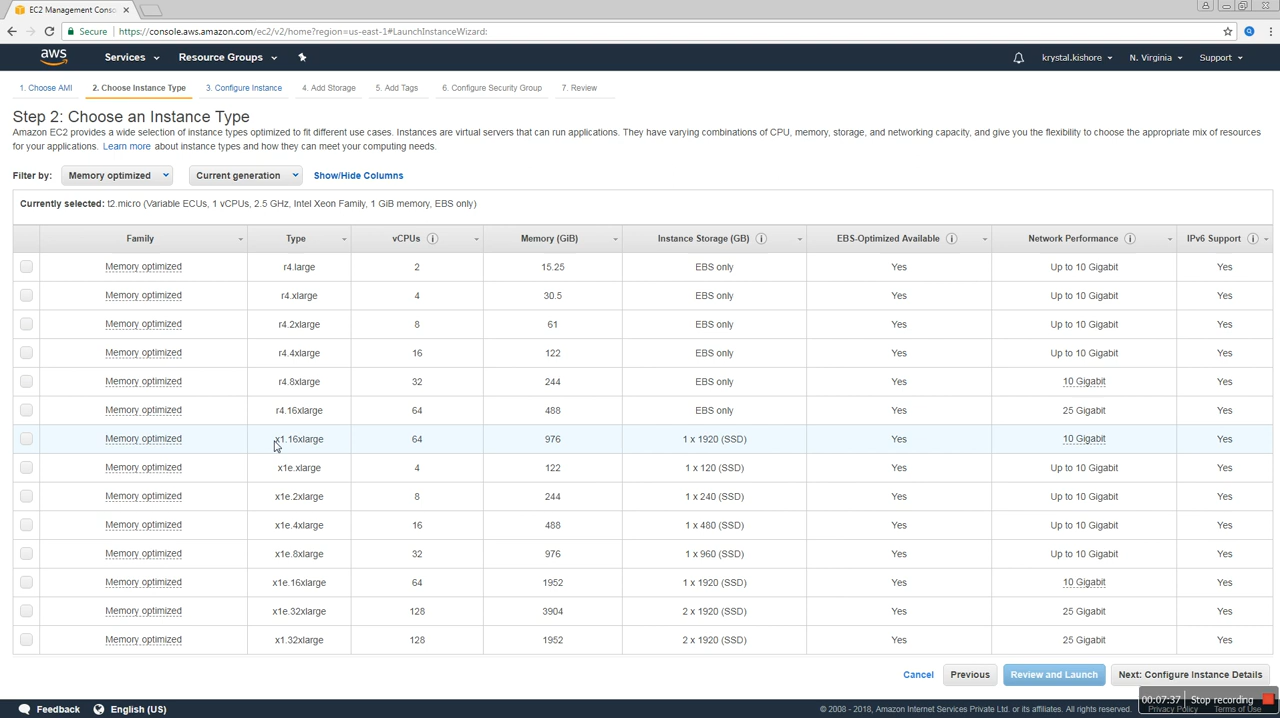 EC2 Management Conso
Secure
https://console.aws.amazon.com/ec2/v2/home?region=us-east-1#LaunchInstanceWizard:
aws Services Resource Groups krystal.kishore N. Virginia Support
1. Choose AMI 2. Choose Instance Type 3. Configure Instance 4. Add Storage 5. Add Tags 6. Configure Security Group 7. Review
Step 2: Choose an Instance Type
Amazon EC2 provides a wide selection of instance types optimized to fit different use cases. Instances are virtual servers that can run applications. They have varying combinations of CPU, memory, storage, and networking capacity, and give you the flexibility to choose the appropriate mix of resources
for your applications. Learn more about instance types and how they can meet your computing needs.
Filter by: Memory optimized Current generation Show/Hide Columns
Currently selected: t2.micro (Variable ECUs, 1 vCPUs, 2.5 GHz, Intel Xeon Family, 1 GiB memory, EBS only)
Family Type vCPUs Memory (GiB) Instance Storage (GB) EBS-Optimized Available Network Performance IPv6 Support
Memory optimized r4.large 2 15.25 EBS only Yes Up to 10 Gigabit Yes
Memory optimized r4.xlarge 4 30.5 EBS only Yes Up to 10 Gigabit Yes
Memory optimized r4.2xlarge 8 61 EBS only Yes Up to 10 Gigabit Yes
Memory optimized r4.4xlarge 16 122 EBS only Yes Up to 10 Gigabit Yes
Memory optimized r4.8xlarge 32 244 EBS only Yes 10 Gigabit Yes
Memory optimized r4.16xlarge 64 488 EBS only Yes 25 Gigabit Yes
Memory optimized x1.16xlarge 64 976 1 x 1920 (SSD) Yes 10 Gigabit Yes
Memory optimized x1e.xlarge 4 122 1 x 120 (SSD) Yes Up to 10 Gigabit Yes
Memory optimized x1e.2xlarge 8 244 1 x 240 (SSD) Yes Up to 10 Gigabit Yes
Memory optimized x1e.4xlarge 16 488 1 x 480 (SSD) Yes Up to 10 Gigabit Yes
Memory optimized x1e.8xlarge 32 976 1 x 960 (SSD) Yes Up to 10 Gigabit Yes
Memory optimized x1e.16xlarge 64 1952 1 x 1920 (SSD) Yes 10 Gigabit Yes
Memory optimized x1e.32xlarge 128 3904 2 x 1920 (SSD) Yes 25 Gigabit Yes
Memory optimized x1.32xlarge 128 1952 2 x 1920 (SSD) Yes 25 Gigabit Yes
Cancel Previous Review and Launch Next: Configure Instance Details
00:07:37 Stop recording
Feedback English (US) © 2008 - 2018, Amazon Internet Services Private Ltd. or its affiliates. All rights reserved. Privacy Policy Terms of Use